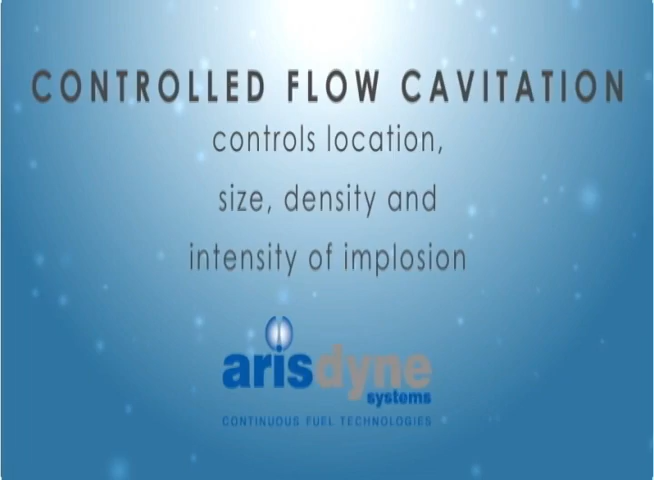 CONTROLLED FLOW CAVITATION
controls location,
size, density and
intensity of implosion
arisdyne
systems
CONTINUOUS FUEL TECHNOLOGIES